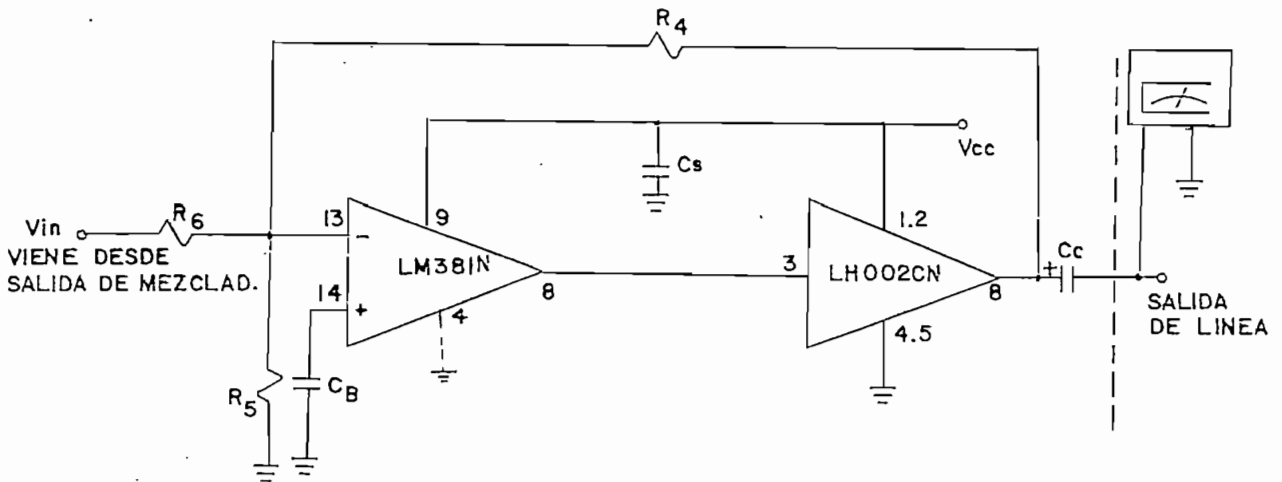 R4
Vcc
Cs
Vin
R6
VIENE DESDE
SALIDA DE MEZCLAD.
13
-
9
LM381N
14
+
4
8
3
1.2
LH002CN
8
4.5
+
Cc
SALIDA
DE LINEA
R5
CB